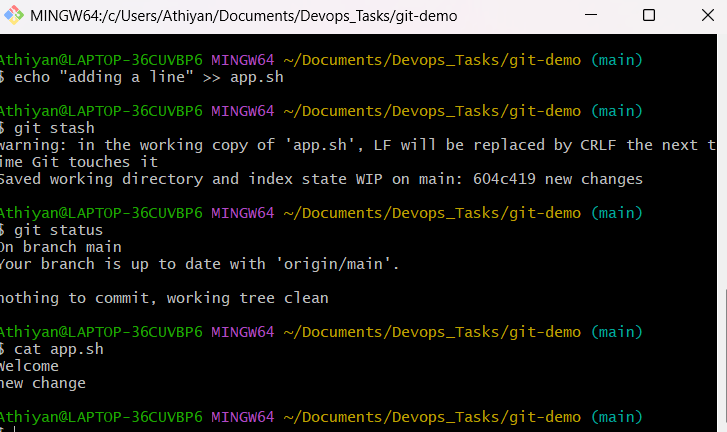 MINGW64:/c/Users/Athiyan/Documents/Devops_Tasks/git-demo
Athiyan@LAPTOP-36CUVBP6 MINGW64 ~/Documents/Devops_Tasks/git-demo (main)
$ echo "adding a line" >> app.sh
Athiyan@LAPTOP-36CUVBP6 MINGW64 ~/Documents/Devops_Tasks/git-demo (main)
$ git stash
warning: in the working copy of 'app.sh', LF will be replaced by CRLF the next t
ime Git touches it
Saved working directory and index state WIP on main: 604c419 new changes
Athiyan@LAPTOP-36CUVBP6 MINGW64 ~/Documents/Devops_Tasks/git-demo (main)
$ git status
On branch main
Your branch is up to date with 'origin/main'.
nothing to commit, working tree clean
Athiyan@LAPTOP-36CUVBP6 MINGW64 ~/Documents/Devops_Tasks/git-demo (main)
$ cat app.sh
Welcome
new change
Athiyan@LAPTOP-36CUVBP6 MINGW64 ~/Documents/Devops_Tasks/git-demo (main)
$